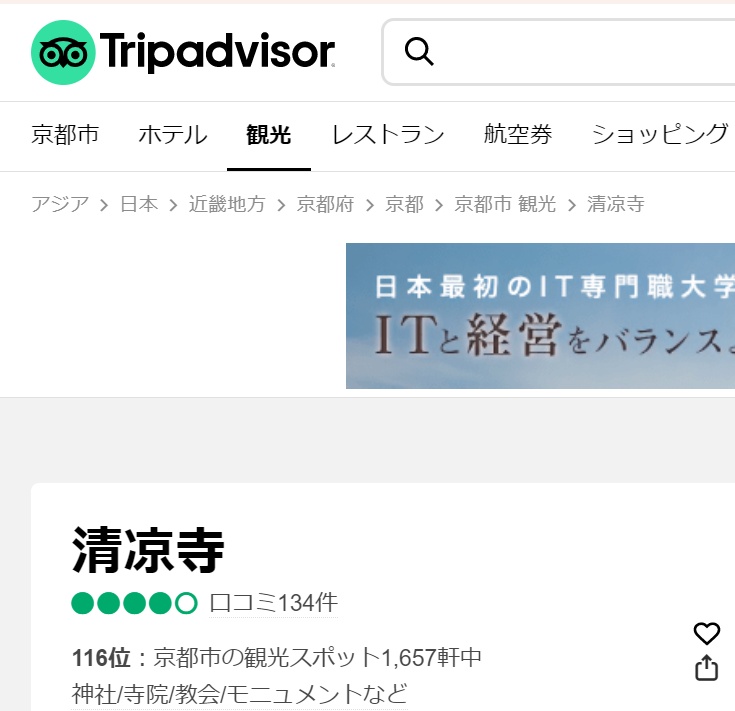 Tripadvisor
京都市 ホテル 観光 レストラン 航空券 ショッピング
アジア > 日本 > 近畿地方 > 京都府 > 京都 > 京都市 観光 > 清凉寺
日本最初のIT専門職大学
ITと経営をバランスよ
清凉寺
口コミ134件
116位：京都市の観光スポット1,657軒中
神社/寺院/教会/モニュメントなど